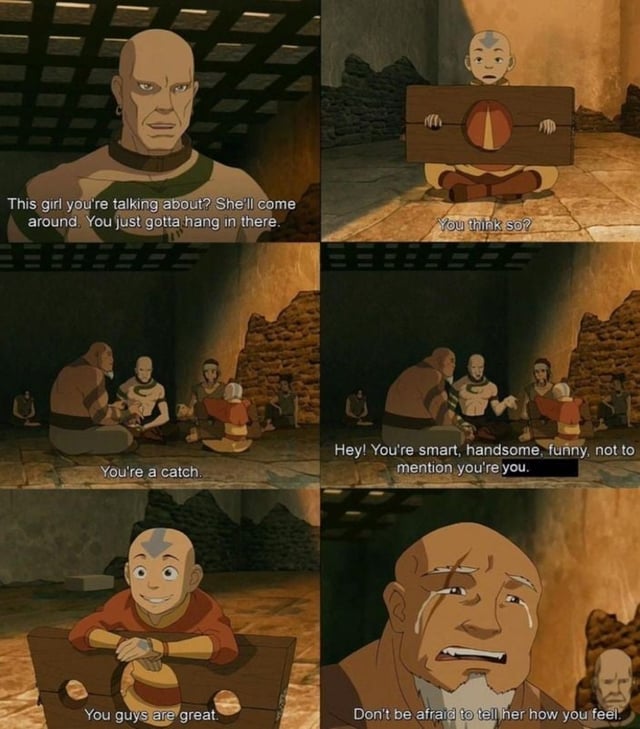 This girl you're talking about? She'll come
around. You just gotta hang in there.
You think so?
You're a catch.
Hey! You're smart, handsome, funny, not to
mention you're you.
You guys are great.
Don't be afraid to tell her how you feel.